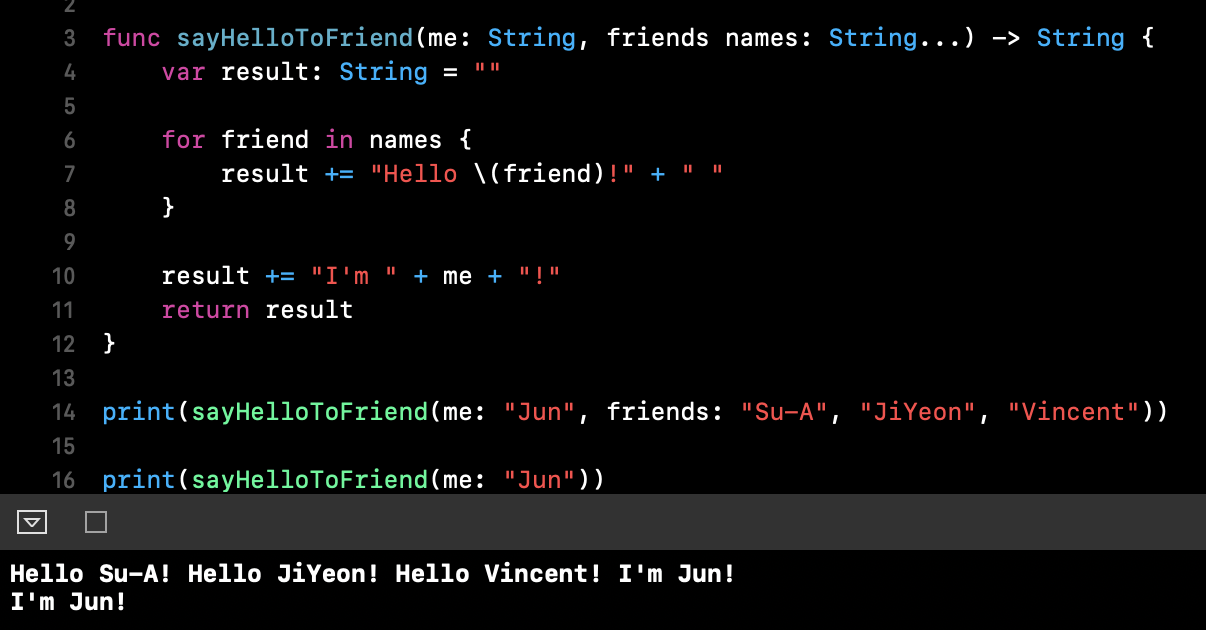 2
3 func sayHelloToFriend(me: String, friends names: String...) -> String {
4     var result: String = ""
5
6     for friend in names {
7         result += "Hello \(friend)!" + " "
8     }
9
10     result += "I'm " + me + "!"
11     return result
12 }
13
14 print(sayHelloToFriend(me: "Jun", friends: "Su-A", "JiYeon", "Vincent"))
15
16 print(sayHelloToFriend(me: "Jun"))
Hello Su-A! Hello JiYeon! Hello Vincent! I'm Jun!
I'm Jun!